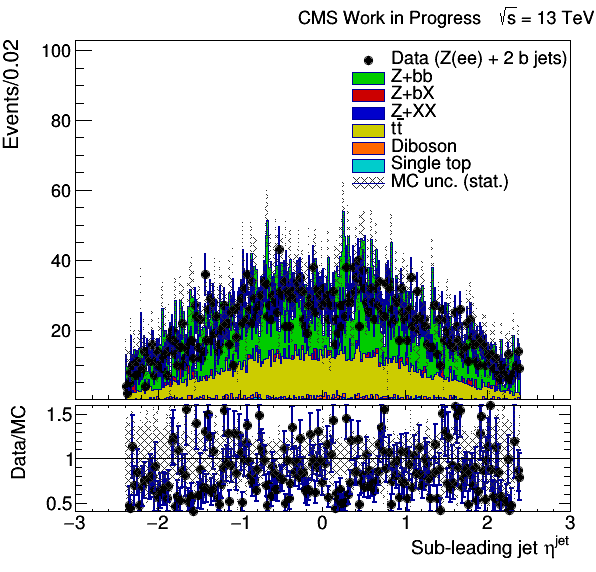 CMS Work in Progress √s = 13 TeV
Events/0.02
100
80
60
40
20
Data (Z(ee) + 2 b jets)
Z+bb
Z+bX
Z+XX
tt̅
Diboson
Single top
MC unc. (stat.)
Data/MC
1.5
1
0.5
−3 −2 −1 0 1 2 3
Sub-leading jet η^jet